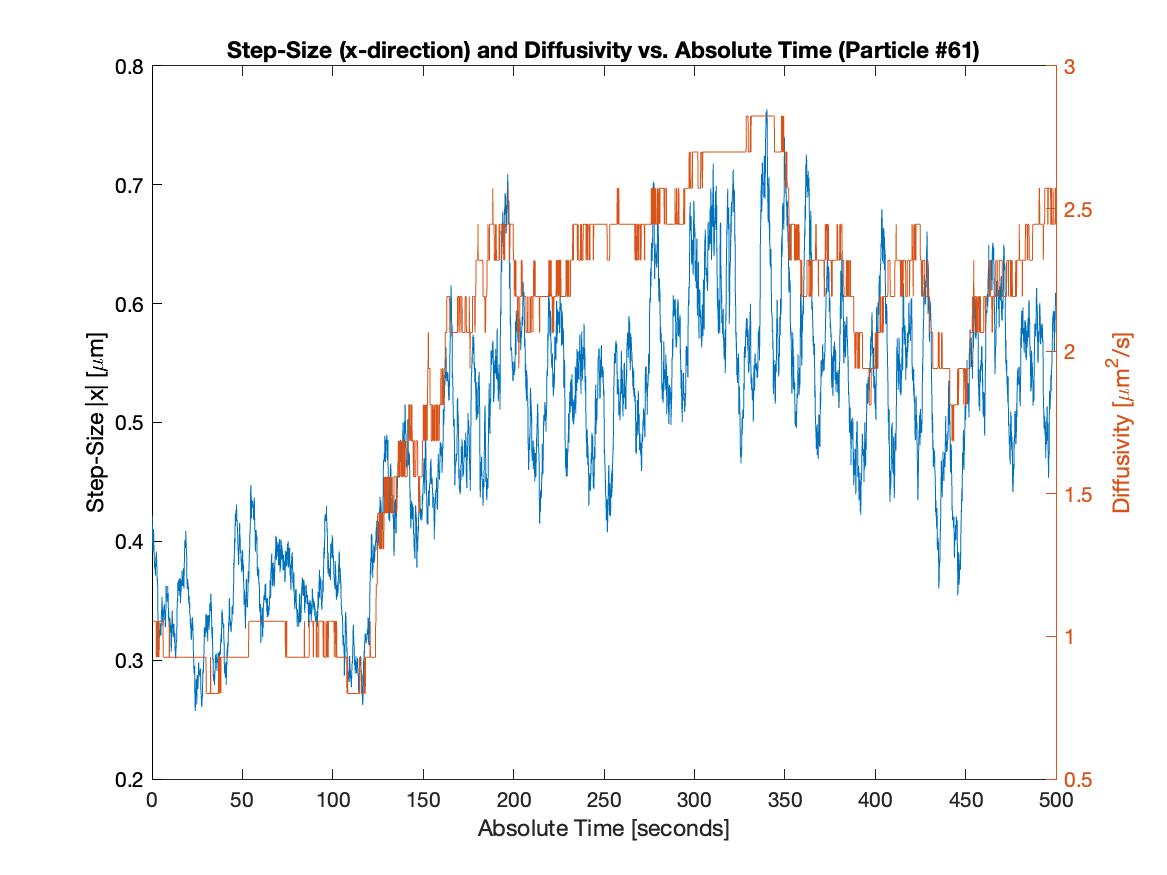 Step-Size (x-direction) and Diffusivity vs. Absolute Time (Particle #61)
0.8
0.7
0.6
0.5
0.4
0.3
0.2
Step-Size |x| [μm]
3
2.5
2
1.5
1
0.5
Diffusivity [μm²/s]
0 50 100 150 200 250 300 350 400 450 500
Absolute Time [seconds]